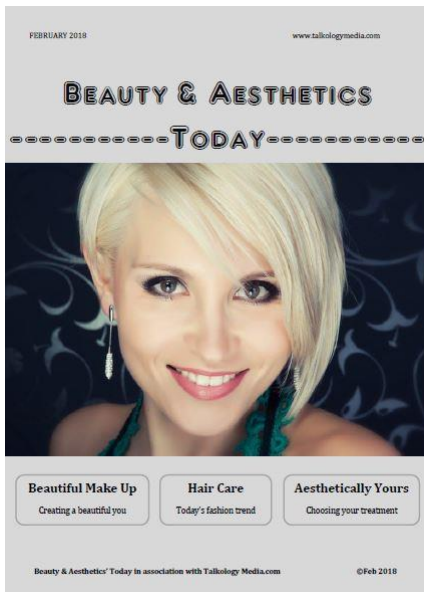 FEBRUARY 2018 www.talkologymedia.com
BEAUTY & AESTHETICS
-----------TODAY-----------
Beautiful Make Up
Creating a beautiful you
Hair Care
Today's fashion trend
Aesthetically Yours
Choosing your treatment
Beauty & Aesthetics' Today in association with Talkology Media.com ©Feb 2018